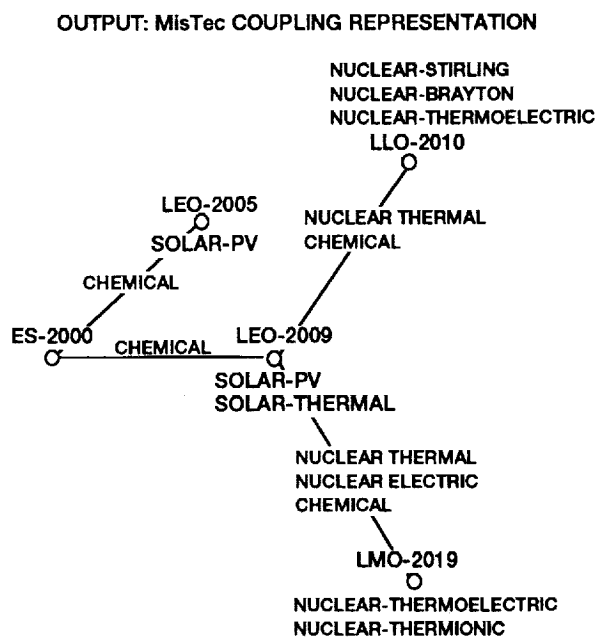 OUTPUT: MisTec COUPLING REPRESENTATION
NUCLEAR-STIRLING
NUCLEAR-BRAYTON
NUCLEAR-THERMOELECTRIC
LLO-2010
LEO-2005
SOLAR-PV
NUCLEAR THERMAL
CHEMICAL
CHEMICAL
ES-2000
CHEMICAL
LEO-2009
SOLAR-PV
SOLAR-THERMAL
NUCLEAR THERMAL
NUCLEAR ELECTRIC
CHEMICAL
LMO-2019
NUCLEAR-THERMOELECTRIC
NUCLEAR-THERMIONIC